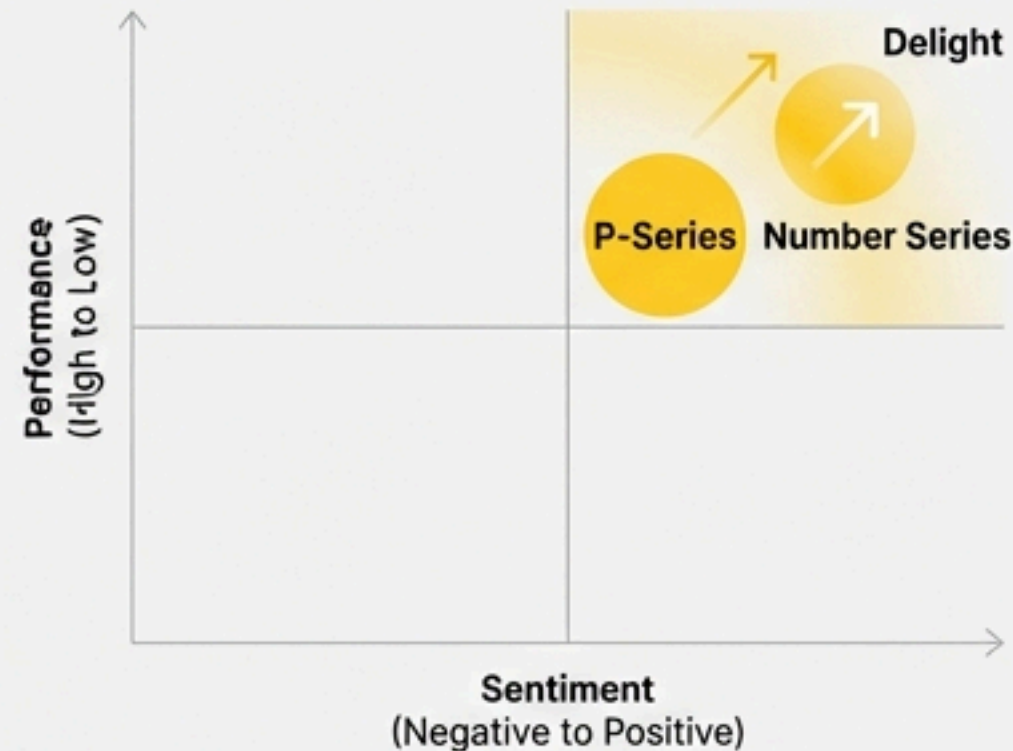 Delight
P-Series
Number Series
Performance
to Low)
Sentiment
(Negative to Positive)